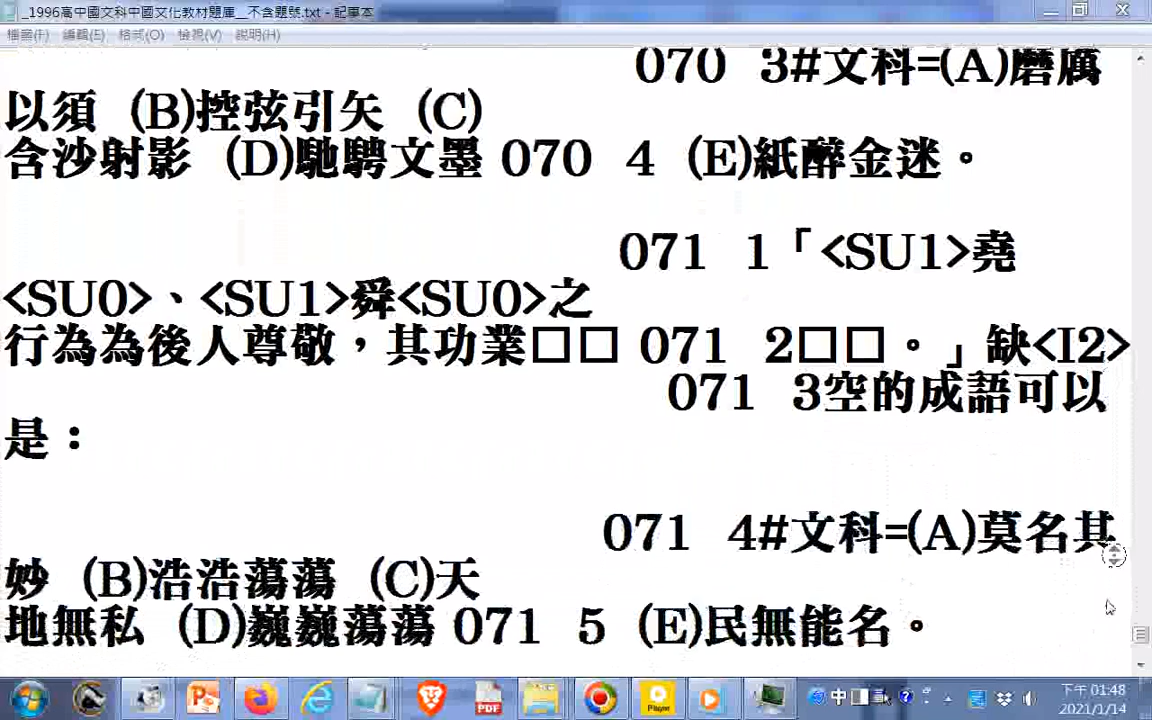 _1996高中國文科中國文化教材題庫__不含題號.txt - 記事本
檔案(F) 編輯(E) 格式(O) 檢視(V) 說明(H)
070 3#文科=(A)磨厲
以須 (B)控弦引矢 (C)
含沙射影 (D)馳騁文墨 070 4 (E)紙醉金迷。
071 1「<SU1>堯
<SU0>、<SU1>舜<SU0>之
行為為後人尊敬，其功業□□ 071 2□□。」缺<I2>
071 3空的成語可以
是：
071 4#文科=(A)莫名其
妙 (B)浩浩蕩蕩 (C)天
地無私 (D)巍巍蕩蕩 071 5 (E)民無能名。
PDF
Player
中
下午 01:48
2021/1/14